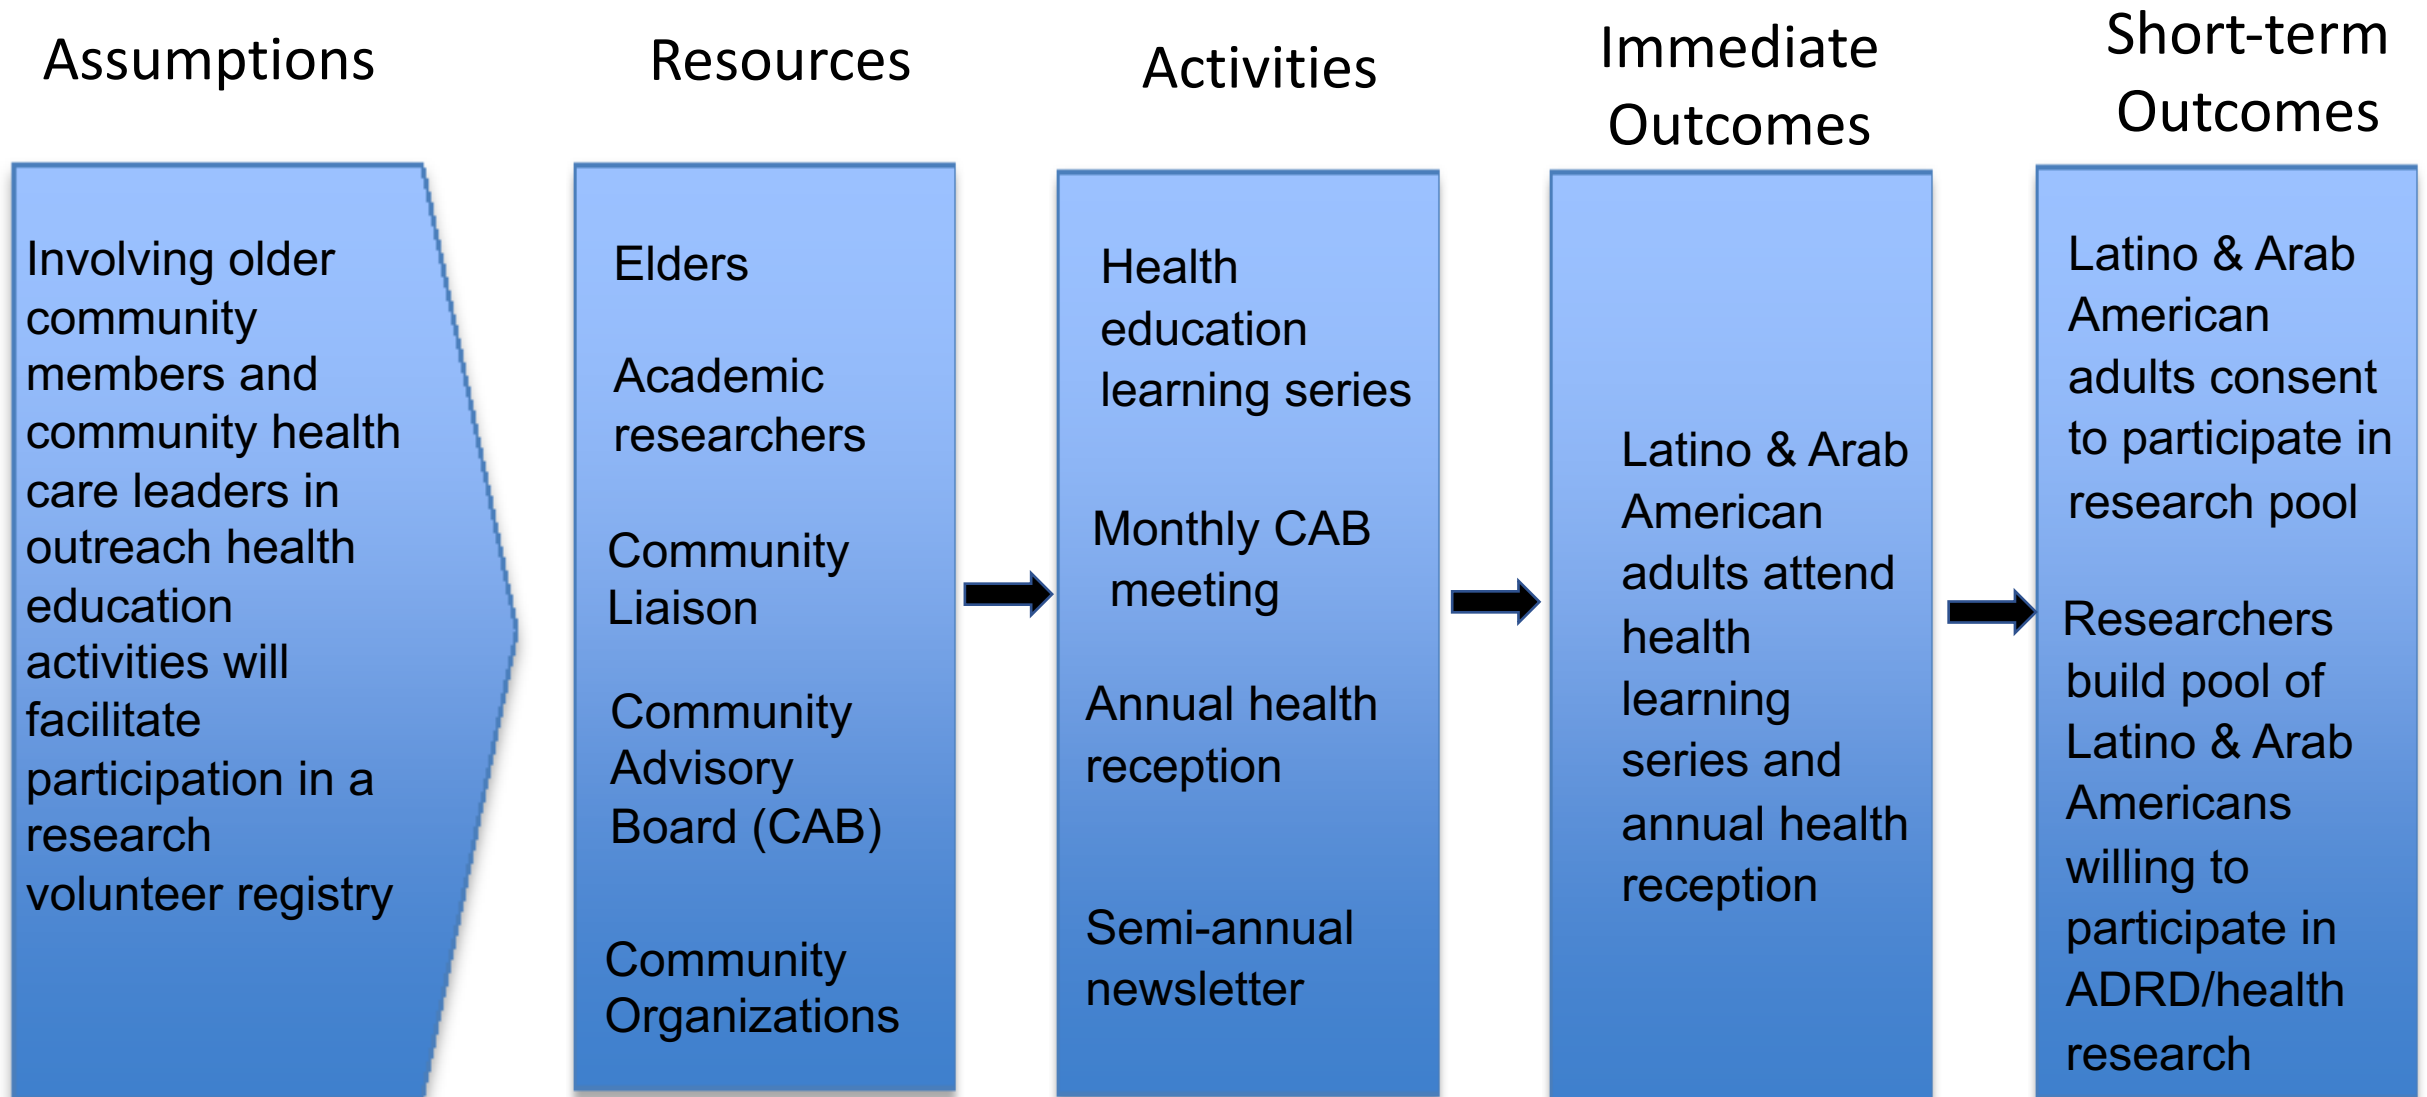 Assumptions
Involving older
community
members and
community health
care leaders in
outreach health
education
activities will
facilitate
participation in a
research
volunteer registry
Resources
Elders
Academic
researchers
Community
Liaison
Community
Advisory
Board (CAB)
Community
Organizations
Activities
Health
education
learning series
Monthly CAB
meeting
Annual health
reception
Semi-annual
newsletter
Immediate
Outcomes
Latino & Arab
American
adults attend
health
learning
series and
annual health
reception
Short-term
Outcomes
Latino & Arab
American
adults consent
to participate in
research pool
Researchers
build pool of
Latino & Arab
Americans
willing to
participate in
ADRD/health
research